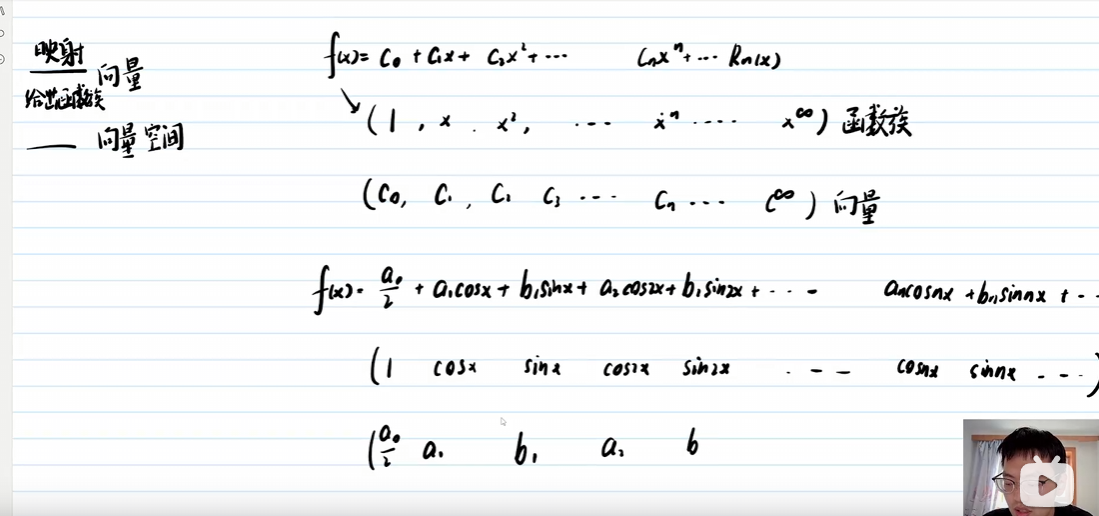 映射
向量
给些函数族
向量空间
f(x)= C₀ + C₁x + C₂x² + ··· Cₙxⁿ + ··· Rₙ(x)
(1 , x . x² , ··· xⁿ ···· x^∞) 函数族
(C₀, C₁ , C₂ C₃ ··· Cₙ ··· C^∞) 向量
f(x)= a₀/2 + a₁cosx + b₁sinx + a₂cos2x + b₁sin2x + ··· aₙcosnx + bₙsinnx + ··
(1 cosx sinx cos2x sin2x ··· cosnx sinnx ···)
(a₀/2 a₁ b₁ a₂ b